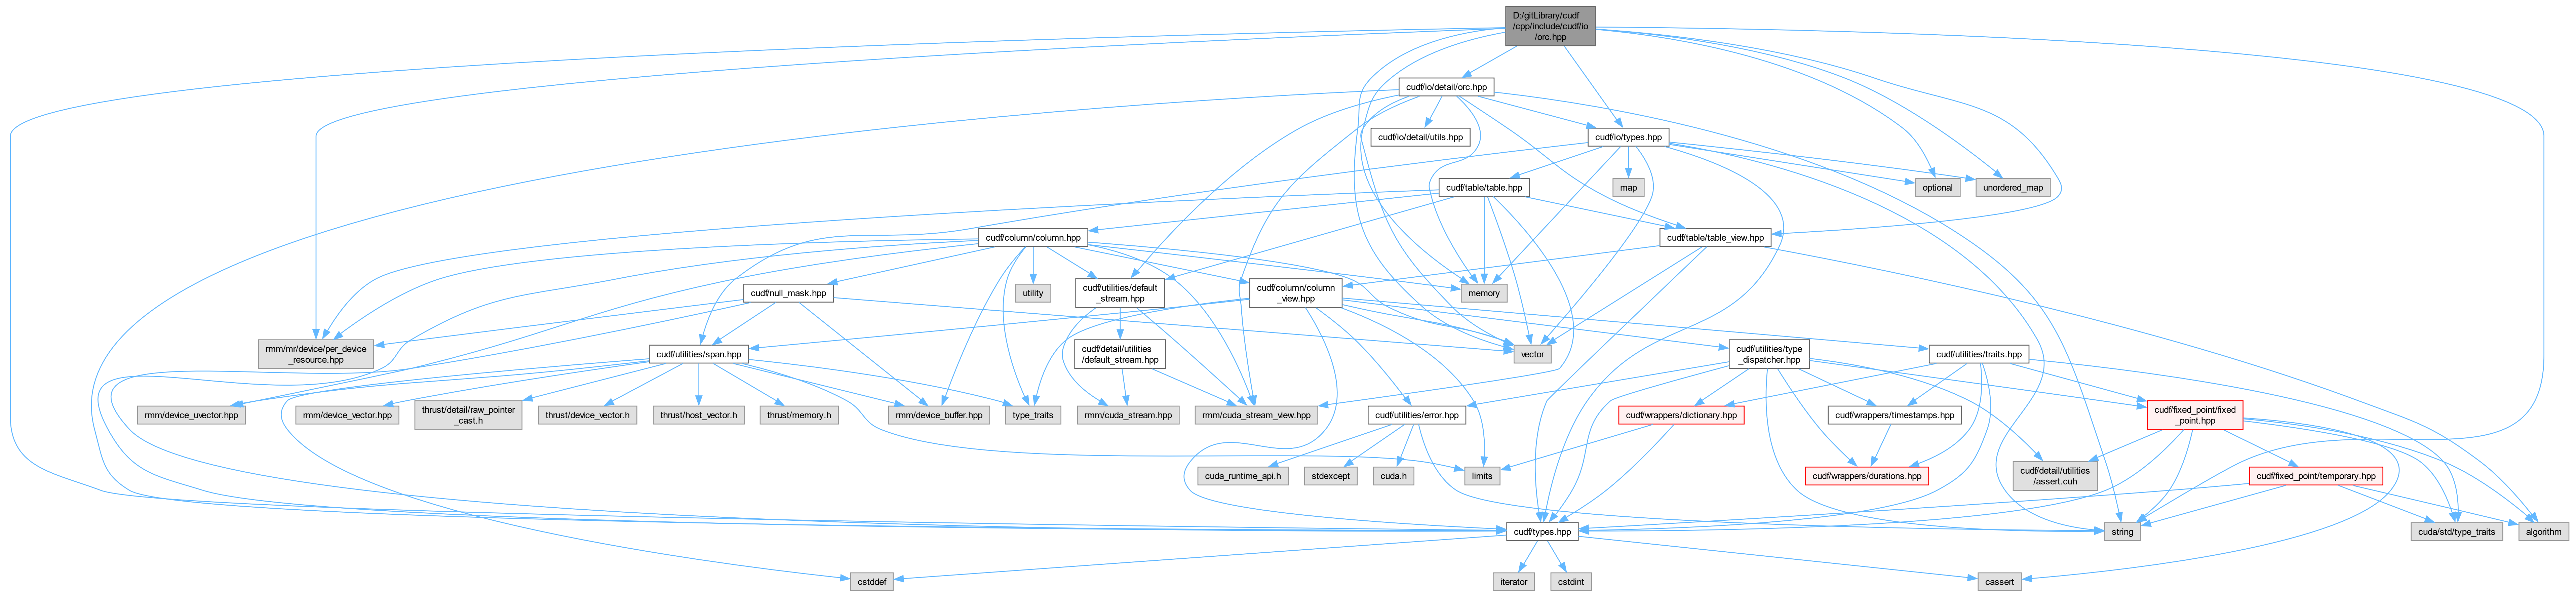 D:/gitLibrary/cudf
/cpp/include/cudf/io
/orc.hpp
cudf/io/detail/orc.hpp
cudf/io/detail/utils.hpp
cudf/io/types.hpp
cudf/table/table.hpp
map
optional
unordered_map
cudf/column/column.hpp
cudf/table/table_view.hpp
cudf/null_mask.hpp
utility
cudf/utilities/default
_stream.hpp
cudf/column/column
_view.hpp
memory
rmm/mr/device/per_device
_resource.hpp
cudf/utilities/span.hpp
cudf/detail/utilities
/default_stream.hpp
vector
cudf/utilities/type
_dispatcher.hpp
cudf/utilities/traits.hpp
rmm/device_uvector.hpp
rmm/device_vector.hpp
thrust/detail/raw_pointer
_cast.h
thrust/device_vector.h
thrust/host_vector.h
thrust/memory.h
rmm/device_buffer.hpp
type_traits
rmm/cuda_stream.hpp
rmm/cuda_stream_view.hpp
cudf/utilities/error.hpp
cudf/wrappers/dictionary.hpp
cudf/wrappers/timestamps.hpp
cudf/fixed_point/fixed
_point.hpp
cuda_runtime_api.h
stdexcept
cuda.h
limits
cudf/wrappers/durations.hpp
cudf/detail/utilities
/assert.cuh
cudf/fixed_point/temporary.hpp
cudf/types.hpp
string
cuda/std/type_traits
algorithm
cstddef
iterator
cstdint
cassert